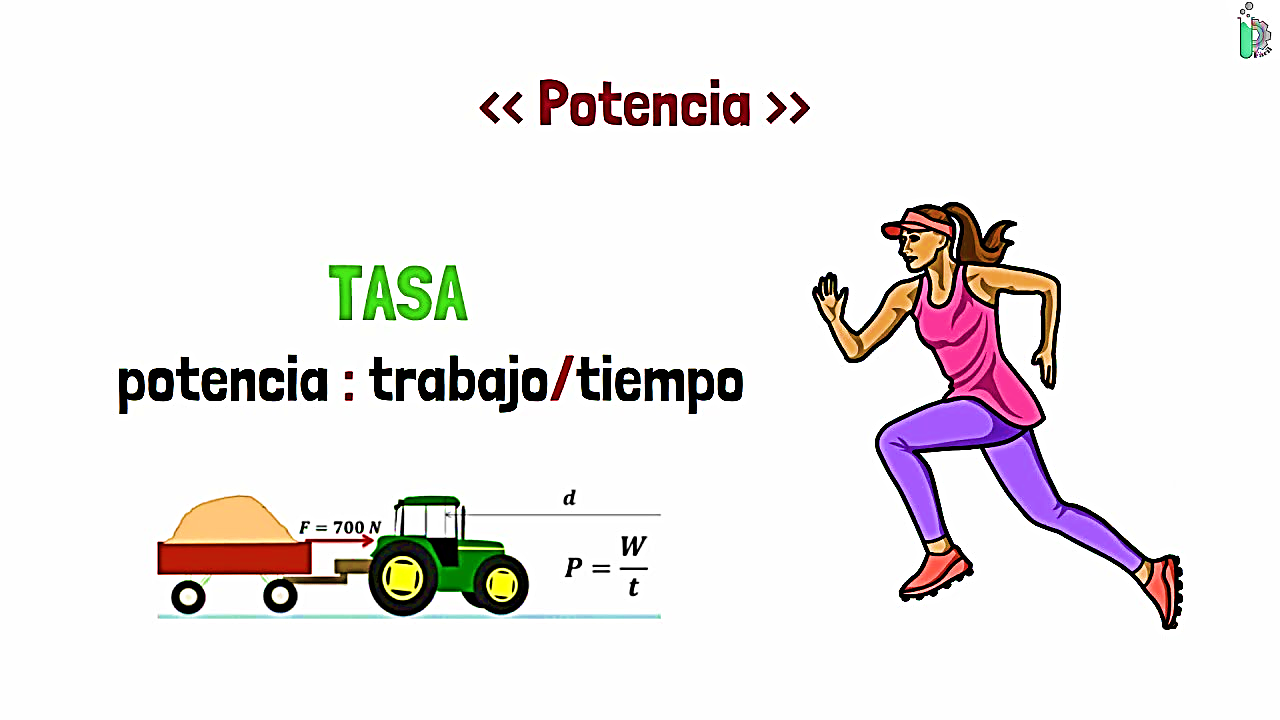 << Potencia >>
TASA
potencia : trabajo/tiempo
d
F = 700 N
P = W/t